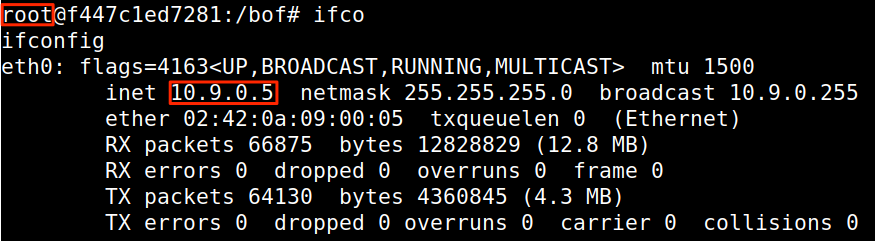 root@f447c1ed7281:/bof# ifco
ifconfig
eth0: flags=4163<UP,BROADCAST,RUNNING,MULTICAST>  mtu 1500
        inet 10.9.0.5  netmask 255.255.255.0  broadcast 10.9.0.255
        ether 02:42:0a:09:00:05  txqueuelen 0  (Ethernet)
        RX packets 66875  bytes 12828829 (12.8 MB)
        RX errors 0  dropped 0  overruns 0  frame 0
        TX packets 64130  bytes 4360845 (4.3 MB)
        TX errors 0  dropped 0 overruns 0  carrier 0  collisions 0